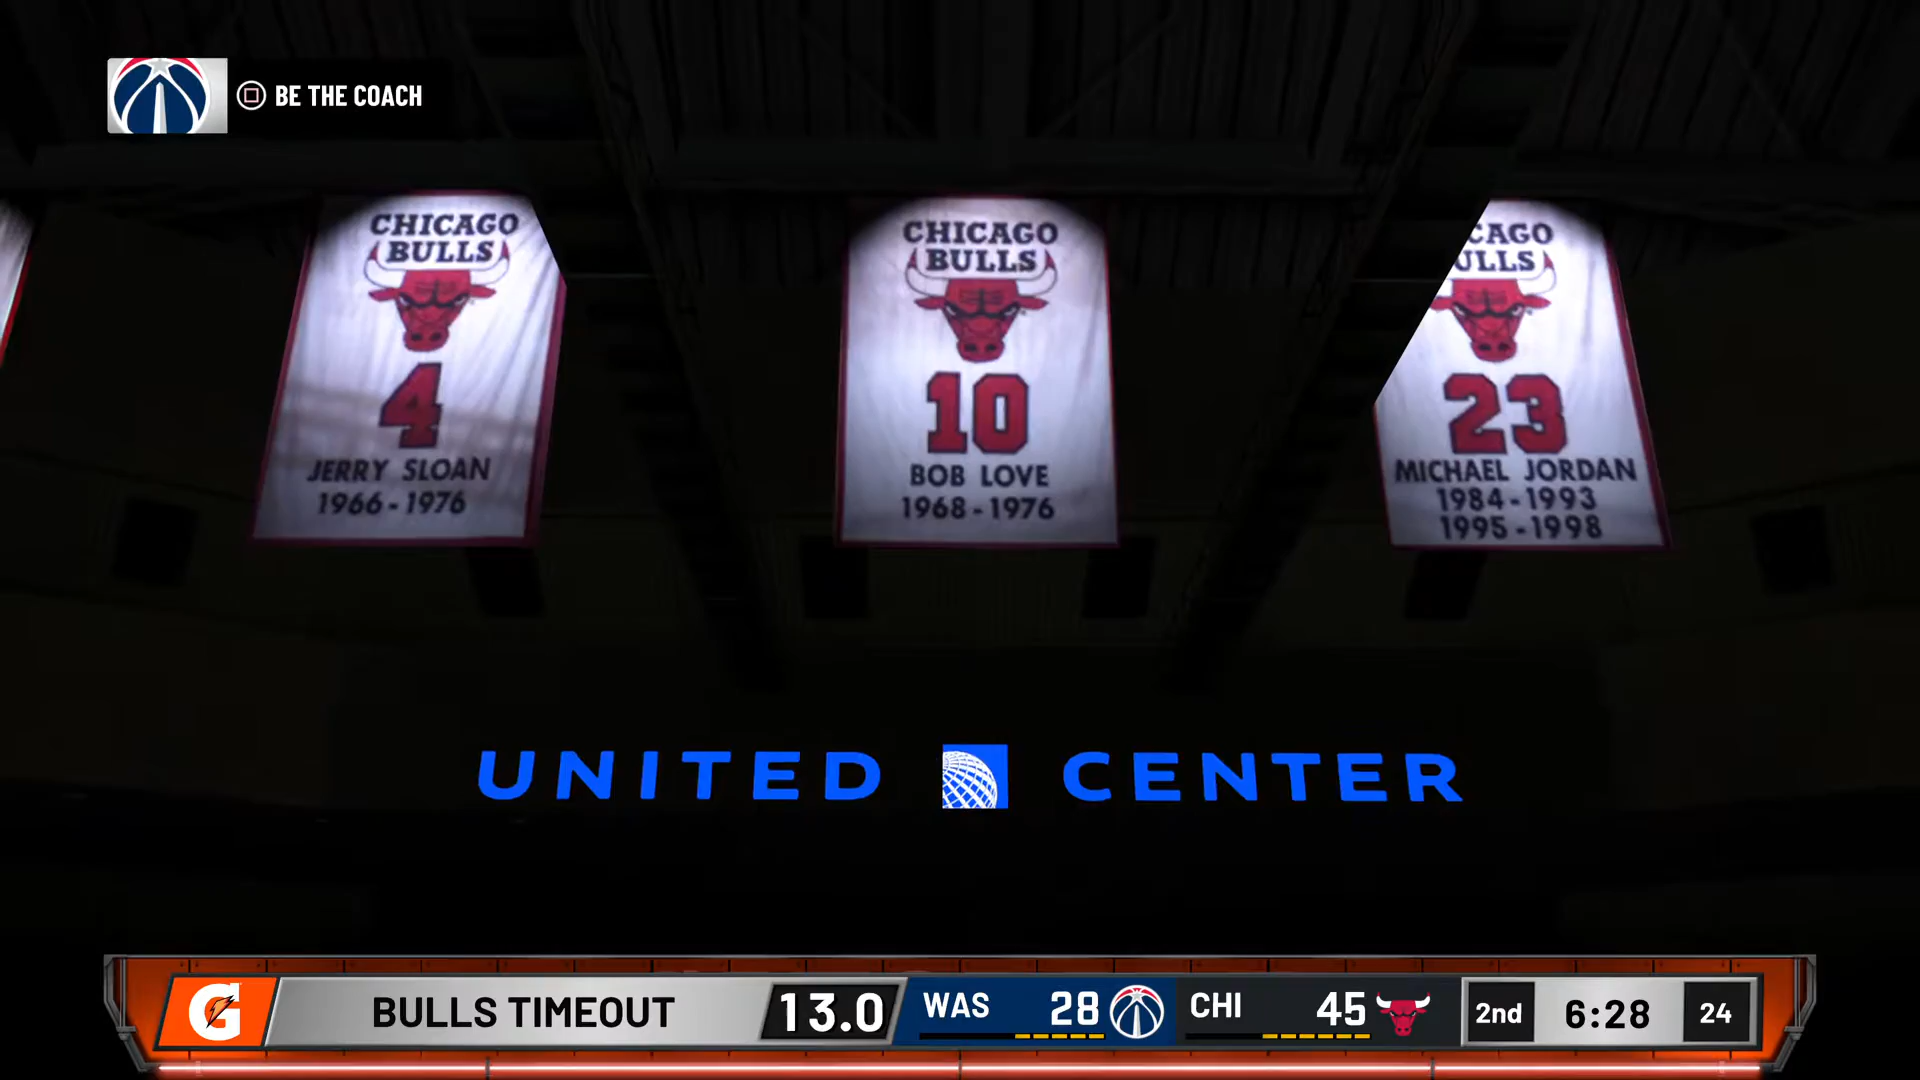 BE THE COACH
CHICAGO
BULLS
4
JERRY SLOAN
1966-1976
CHICAGO
BULLS
10
BOB LOVE
1968-1976
CAGO
ULLS
23
MICHAEL JORDAN
1984-1993
1995-1998
UNITED CENTER
G BULLS TIMEOUT 13.0 WAS 28 CHI 45 2nd 6:28 24